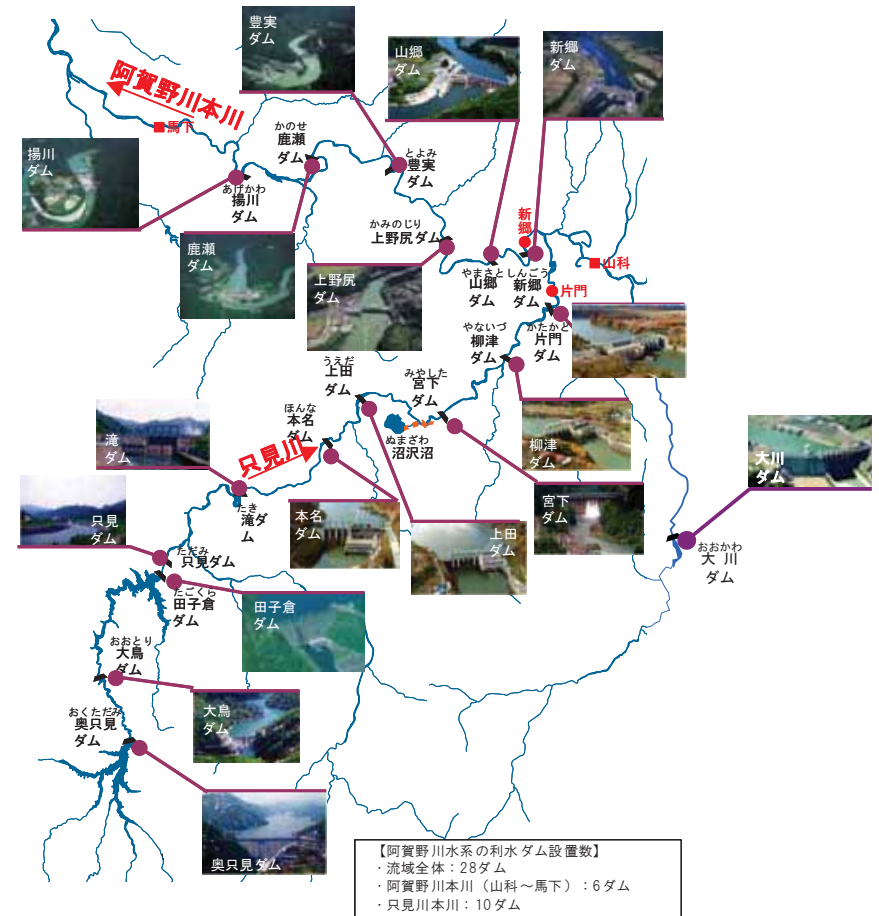 豊実
ダム
山郷
ダム
新郷
ダム
阿賀野川本川
馬下
揚川
ダム
かのせ
鹿瀬
ダム
とよみ
豊実
ダム
あげかわ
揚川
ダム
かみのじり
上野尻ダム
新郷
山科
鹿瀬
ダム
上野尻
ダム
やまさと
山郷
ダム
しんごう
新郷
ダム
片門
かたかど
片門
ダム
やないづ
柳津
ダム
うえだ
上田
ダム
みやした
宮下
ダム
ほんな
本名
ダム
ぬまざわ
沼沢沼
滝
ダム
只見川
柳津
ダム
大川
ダム
たき
滝ダム
本名
ダム
上田
ダム
宮下
ダム
只見
ダム
ただみ
只見ダム
おおかわ
大川
ダム
たごくら
田子倉
ダム
田子倉
ダム
おおとり
大鳥
ダム
大鳥
ダム
おくただみ
奥只見
ダム
奥只見ダム
【阿賀野川水系の利水ダム設置数】
・流域全体：28ダム
・阿賀野川本川（山科～馬下）：6ダム
・只見川本川：10ダム